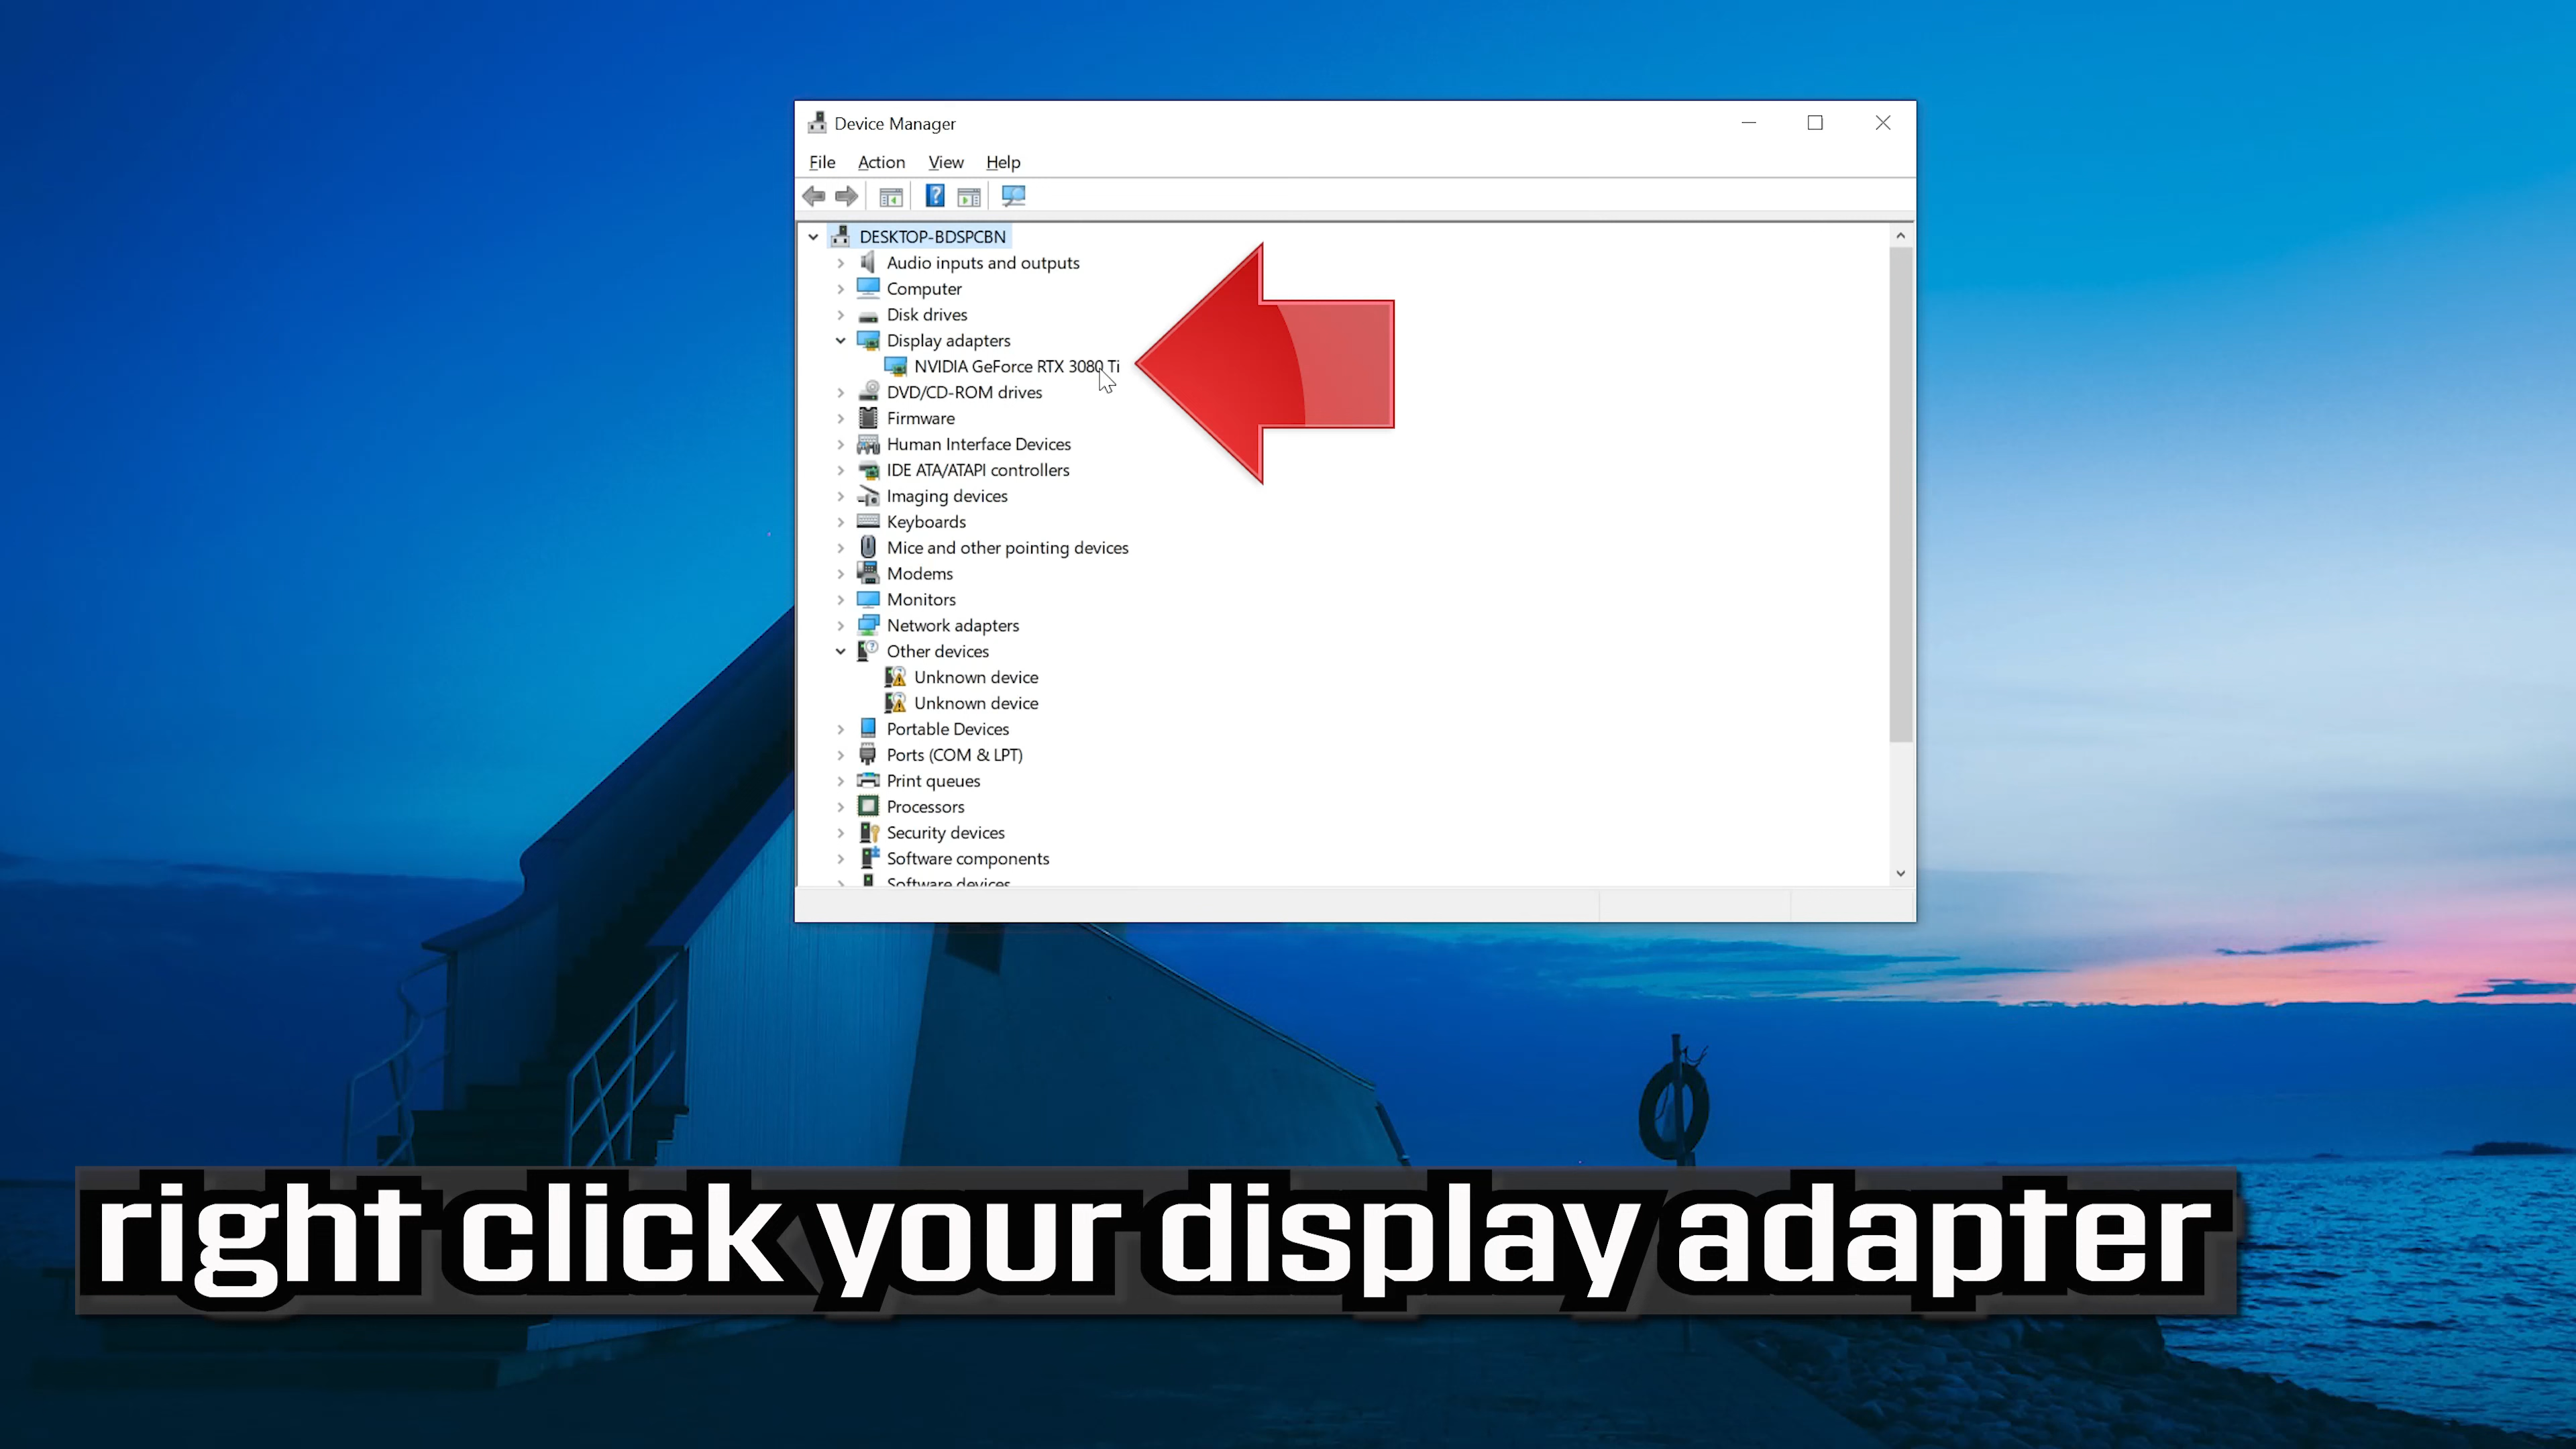 Device Manager
File Action View Help
DESKTOP-BDSPCBN
Audio inputs and outputs
Computer
Disk drives
Display adapters
NVIDIA GeForce RTX 3080 Ti
DVD/CD-ROM drives
Firmware
Human Interface Devices
IDE ATA/ATAPI controllers
Imaging devices
Keyboards
Mice and other pointing devices
Modems
Monitors
Network adapters
Other devices
Unknown device
Unknown device
Portable Devices
Ports (COM & LPT)
Print queues
Processors
Security devices
Software components
Software devices
right click your display adapter